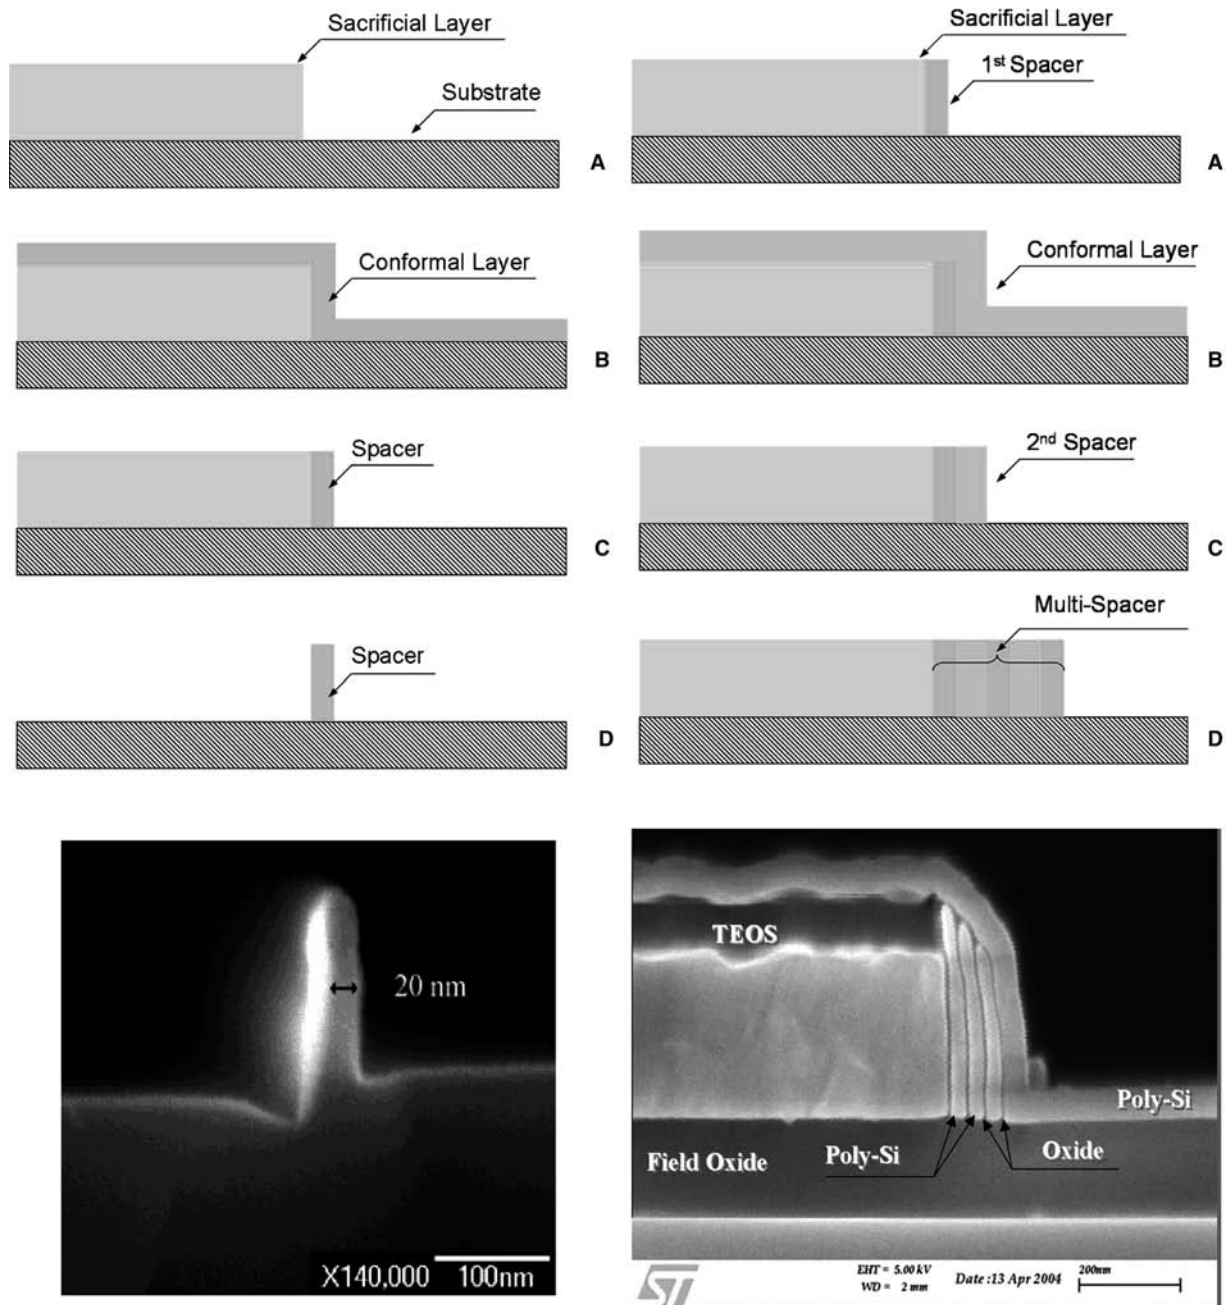 Sacrificial Layer
Substrate
A
Conformal Layer
B
Spacer
C
Spacer
D
20 nm
X140,000 100nm
Sacrificial Layer
1st Spacer
A
Conformal Layer
B
2nd Spacer
C
Multi-Spacer
D
TEOS
Poly-Si
Field Oxide Poly-Si Oxide
ST
EHT = 5.00 kV
WD = 2 mm
Date :13 Apr 2004
200nm